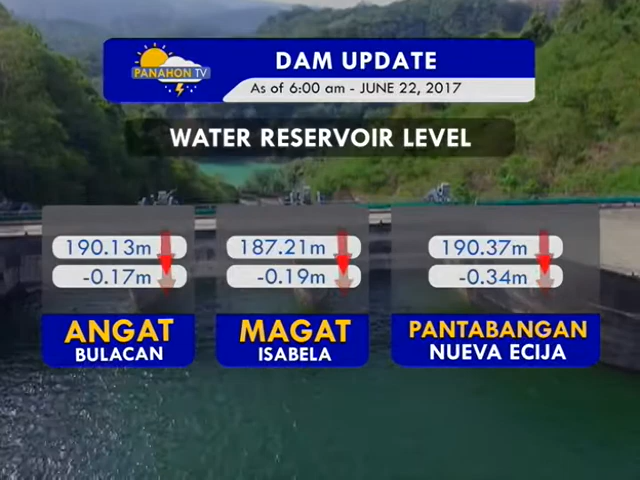 PANAHON TV
DAM UPDATE
As of 6:00 am - JUNE 22, 2017
WATER RESERVOIR LEVEL
190.13m
-0.17m
ANGAT
BULACAN
187.21m
-0.19m
MAGAT
ISABELA
190.37m
-0.34m
PANTABANGAN
NUEVA ECIJA